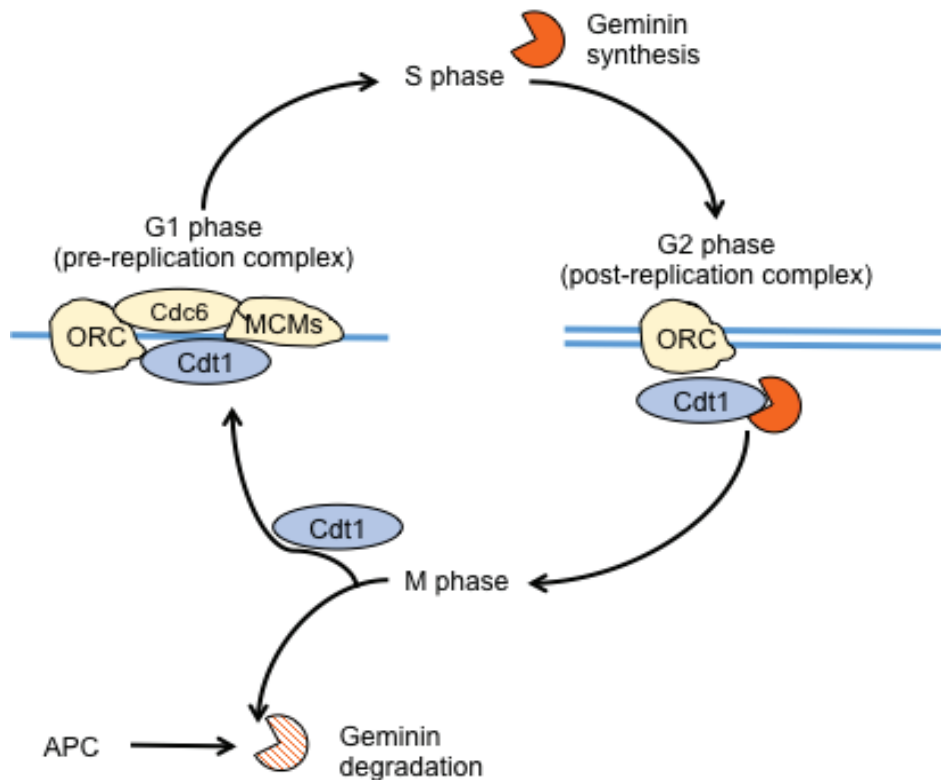 Geminin
synthesis
S phase
G1 phase
(pre-replication complex)
G2 phase
(post-replication complex)
Cdc6
ORC
MCMs
Cdt1
ORC
Cdt1
Cdt1
M phase
APC
Geminin
degradation